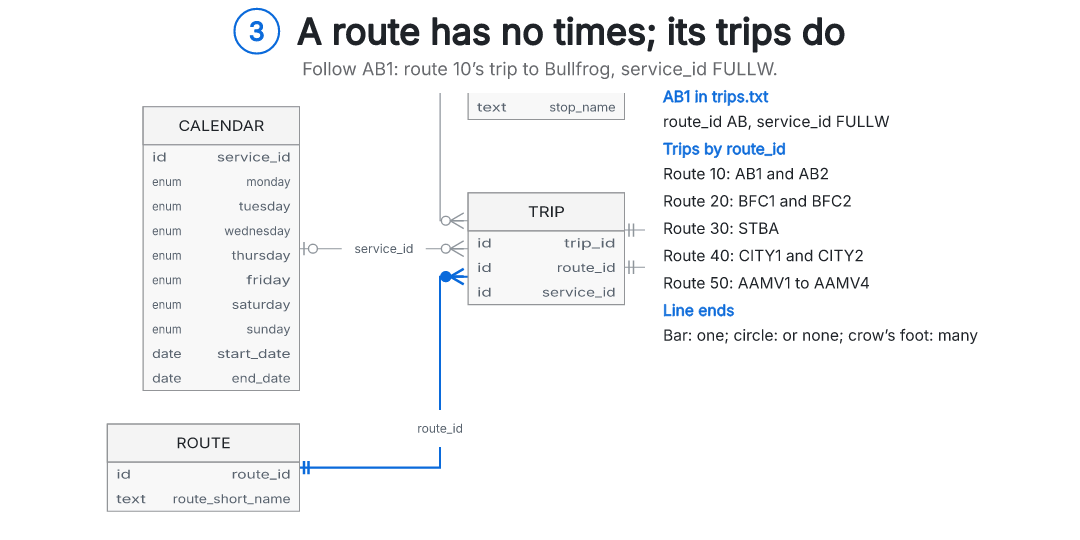 3 A route has no times; its trips do
Follow AB1: route 10’s trip to Bullfrog, service_id FULLW.
CALENDAR
id service_id
enum monday
enum tuesday
enum wednesday
enum thursday
enum friday
enum saturday
enum sunday
date start_date
date end_date
service_id
text stop_name
TRIP
id trip_id
id route_id
id service_id
route_id
ROUTE
id route_id
text route_short_name
AB1 in trips.txt
route_id AB, service_id FULLW
Trips by route_id
Route 10: AB1 and AB2
Route 20: BFC1 and BFC2
Route 30: STBA
Route 40: CITY1 and CITY2
Route 50: AAMV1 to AAMV4
Line ends
Bar: one; circle: or none; crow’s foot: many